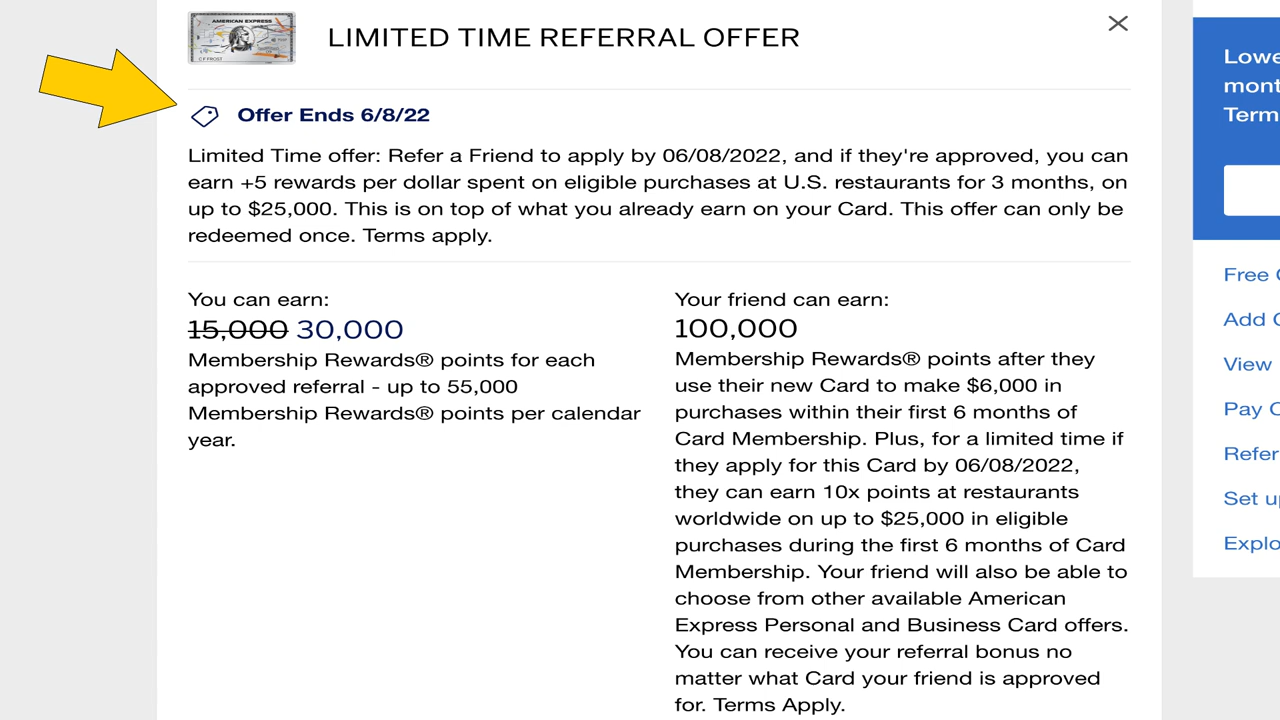 AMERICAN EXPRESS
C F FROST
LIMITED TIME REFERRAL OFFER
Offer Ends 6/8/22
Limited Time offer: Refer a Friend to apply by 06/08/2022, and if they're approved, you can
earn +5 rewards per dollar spent on eligible purchases at U.S. restaurants for 3 months, on
up to $25,000. This is on top of what you already earn on your Card. This offer can only be
redeemed once. Terms apply.
You can earn:
15,000 30,000
Membership Rewards® points for each
approved referral - up to 55,000
Membership Rewards® points per calendar
year.
Your friend can earn:
100,000
Membership Rewards® points after they
use their new Card to make $6,000 in
purchases within their first 6 months of
Card Membership. Plus, for a limited time if
they apply for this Card by 06/08/2022,
they can earn 10x points at restaurants
worldwide on up to $25,000 in eligible
purchases during the first 6 months of Card
Membership. Your friend will also be able to
choose from other available American
Express Personal and Business Card offers.
You can receive your referral bonus no
matter what Card your friend is approved
for. Terms Apply.
Lowe
mont
Term
Free
Add
View
Pay
Refer
Set u
Explo